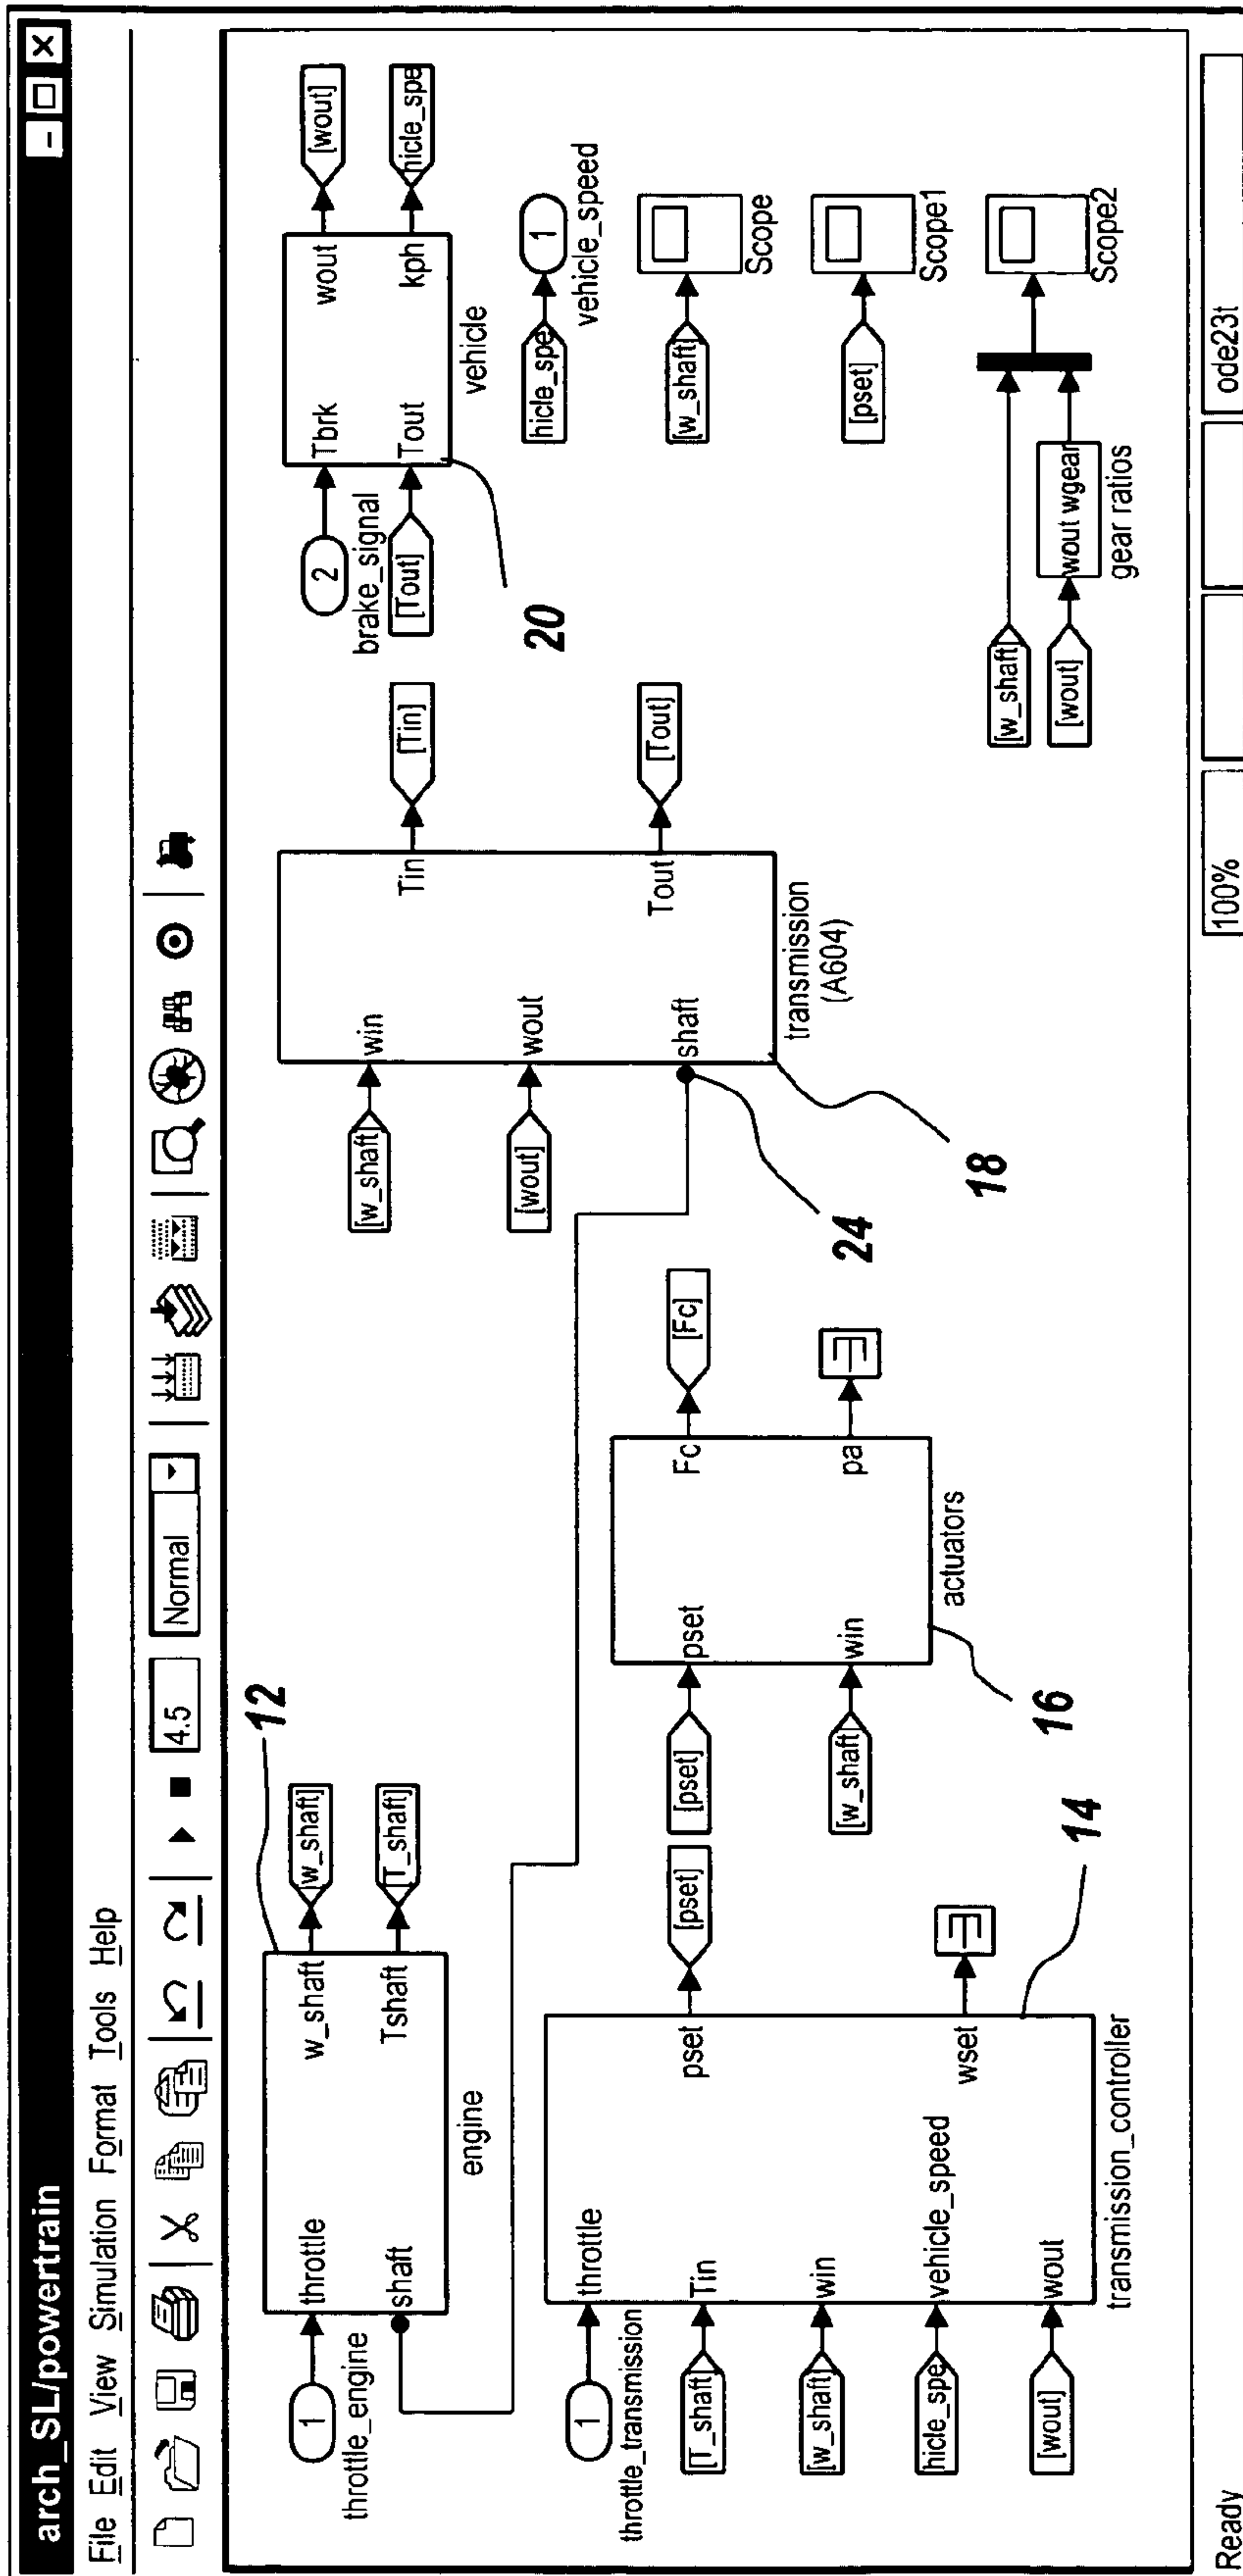 arch_SL/powertrain
File Edit View Simulation Format Tools Help
4.5
Normal
12
1
throttle_engine
throttle
shaft
w_shaft
Tshaft
[w_shaft]
[T_shaft]
engine
1
throttle_transmission
[T_shaft]
[w_shaft]
hicle_spe
[wout]
throttle
Tin
win
vehicle_speed
wout
pset
wset
[pset]
transmission_controller
14
[pset]
[w_shaft]
pset
win
Fc
pa
[Fc]
actuators
16
[w_shaft]
[wout]
win
wout
shaft
Tin
Tout
[Tin]
[Tout]
transmission
(A604)
24
18
2
brake_signal
[Tout]
Tbrk
Tout
wout
kph
[wout]
hicle_spe
vehicle
20
hicle_spe
1
vehicle_speed
[w_shaft]
Scope
[pset]
Scope1
[w_shaft]
[wout]
wout wgear
gear ratios
Scope2
Ready
100%
ode23t